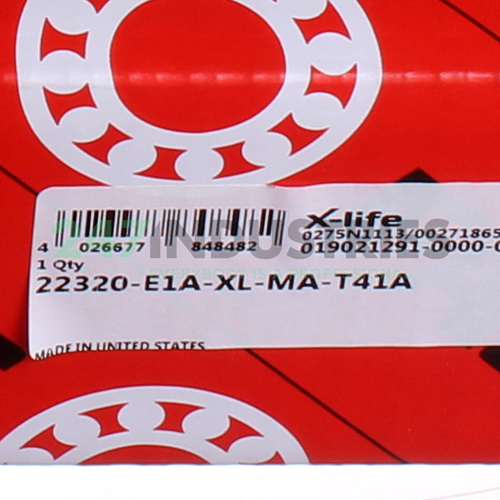 X-life
0275N1113/00271865
019021291-0000-0
4 026677 848482
1 Qty
INDUSTRIES
22320-E1A-XL-MA-T41A
MADE IN UNITED STATES